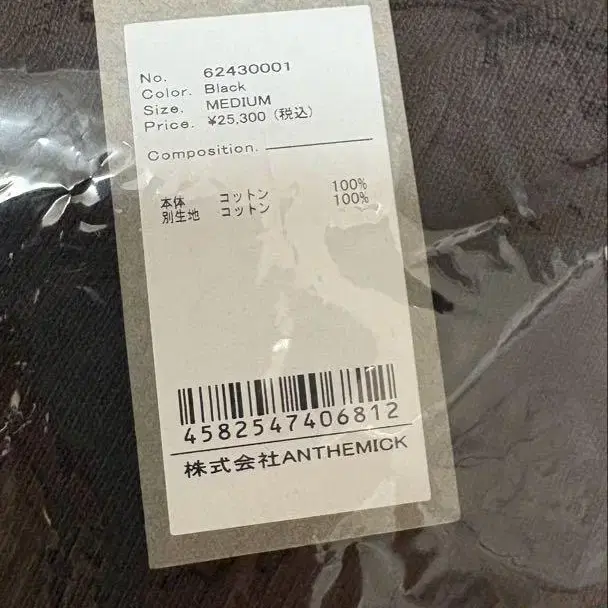 No. 62430001
Color. Black
Size. MEDIUM
Price. ¥25,300 (税込)
Composition.
本体 コットン 100%
別生地 コットン 100%
4582547406812
株式会社ANTHEMICK